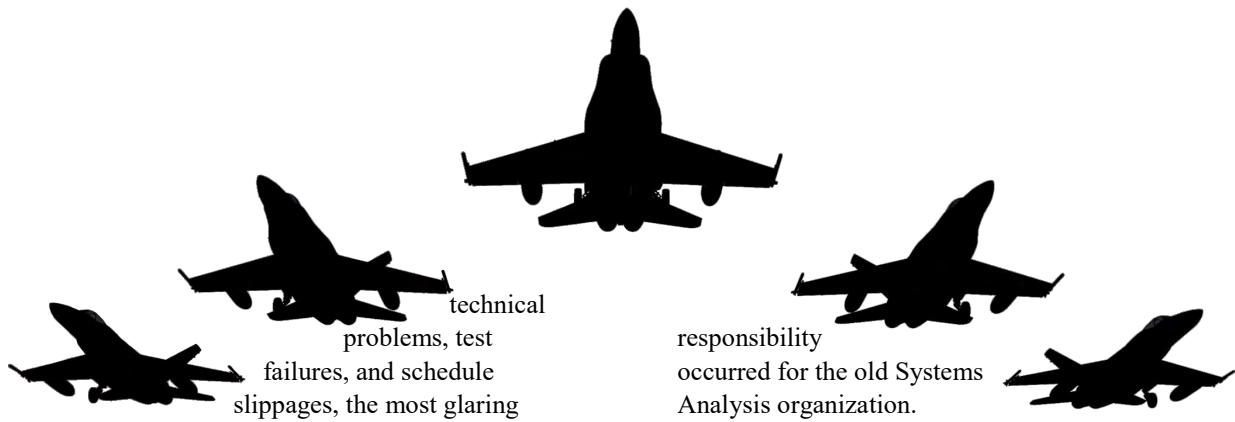 technical
problems, test
failures, and schedule
slippages, the most glaring
responsibility
occurred for the old Systems
Analysis organization.